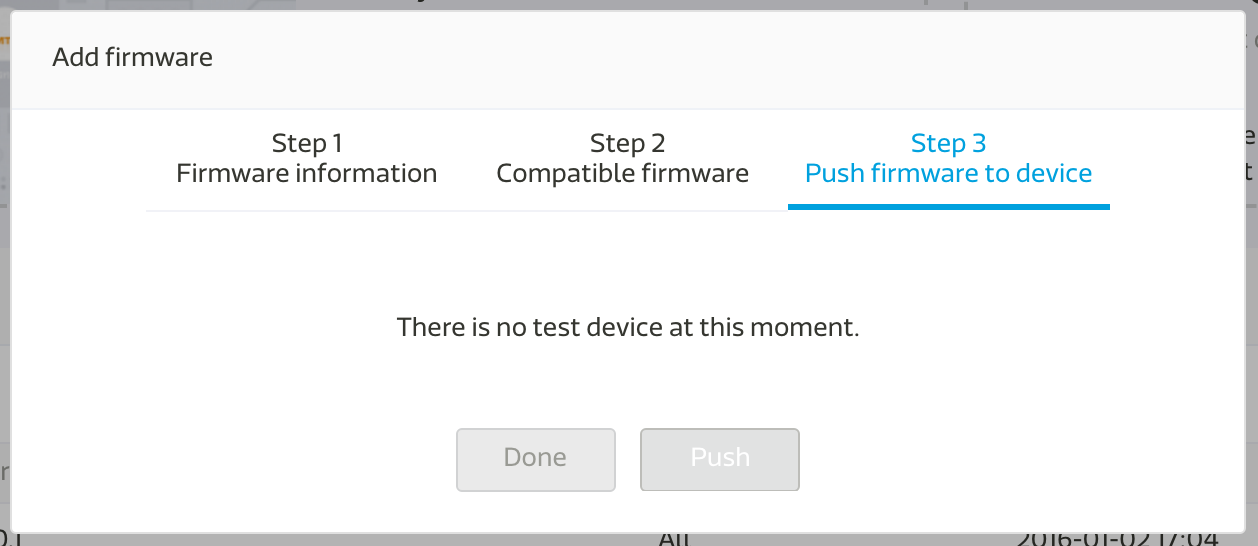 Add firmware
Step 1
Firmware information
Step 2
Compatible firmware
Step 3
Push firmware to device
There is no test device at this moment.
Done
Push
All
2016-01-02 17:04